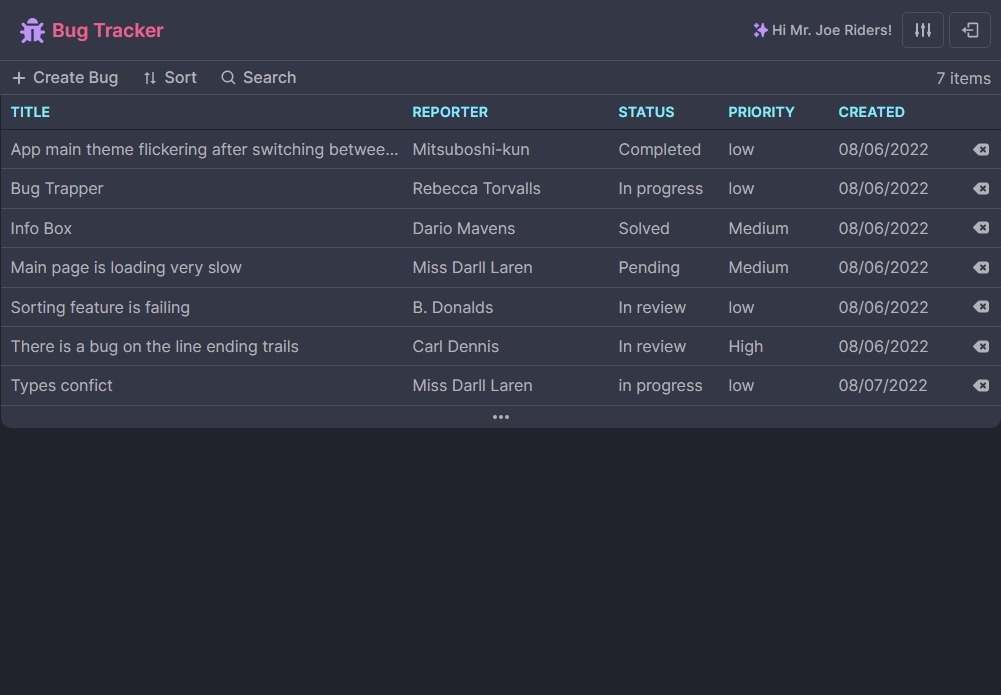 Bug Tracker
Hi Mr. Joe Riders!
Create Bug Sort Search 7 items
TITLE REPORTER STATUS PRIORITY CREATED
App main theme flickering after switching betwee... Mitsuboshi-kun Completed low 08/06/2022
Bug Trapper Rebecca Torvalls In progress low 08/06/2022
Info Box Dario Mavens Solved Medium 08/06/2022
Main page is loading very slow Miss Darll Laren Pending Medium 08/06/2022
Sorting feature is failing B. Donalds In review low 08/06/2022
There is a bug on the line ending trails Carl Dennis In review High 08/06/2022
Types confict Miss Darll Laren in progress low 08/07/2022